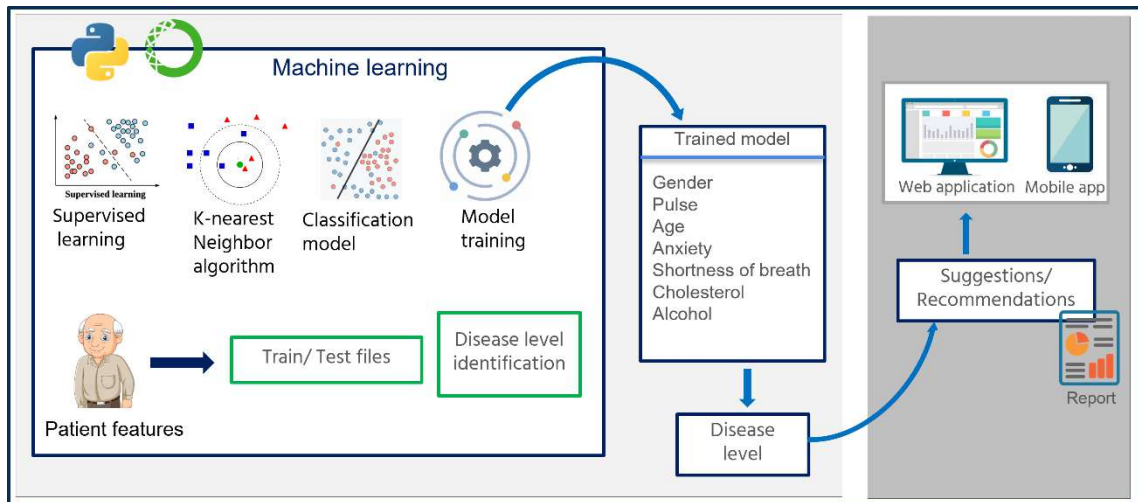 Machine learning
Supervised learning
Supervised
learning
K-nearest
Neighbor
algorithm
Classification
model
Model
training
Patient features
Train/ Test files
Disease level
identification
Trained model
Gender
Pulse
Age
Anxiety
Shortness of breath
Cholesterol
Alcohol
Disease
level
Web application
Mobile app
Suggestions/
Recommendations
Report